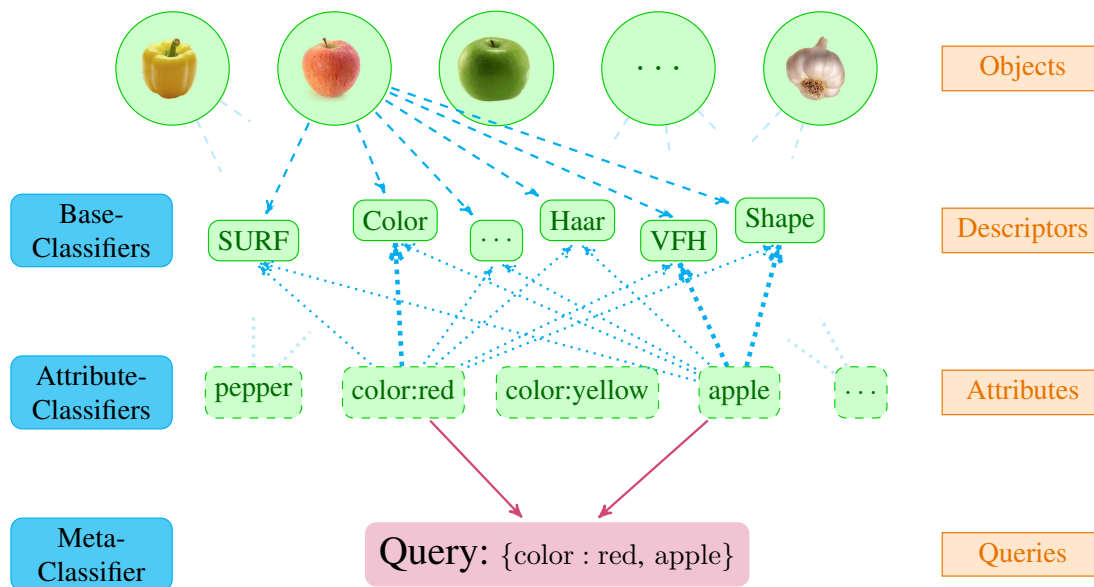 · · ·
Objects
Base-
Classifiers
SURF
Color
· · ·
Haar
VFH
Shape
Descriptors
Attribute-
Classifiers
pepper
color:red
color:yellow
apple
· · ·
Attributes
Meta-
Classifier
Query: {color : red, apple}
Queries